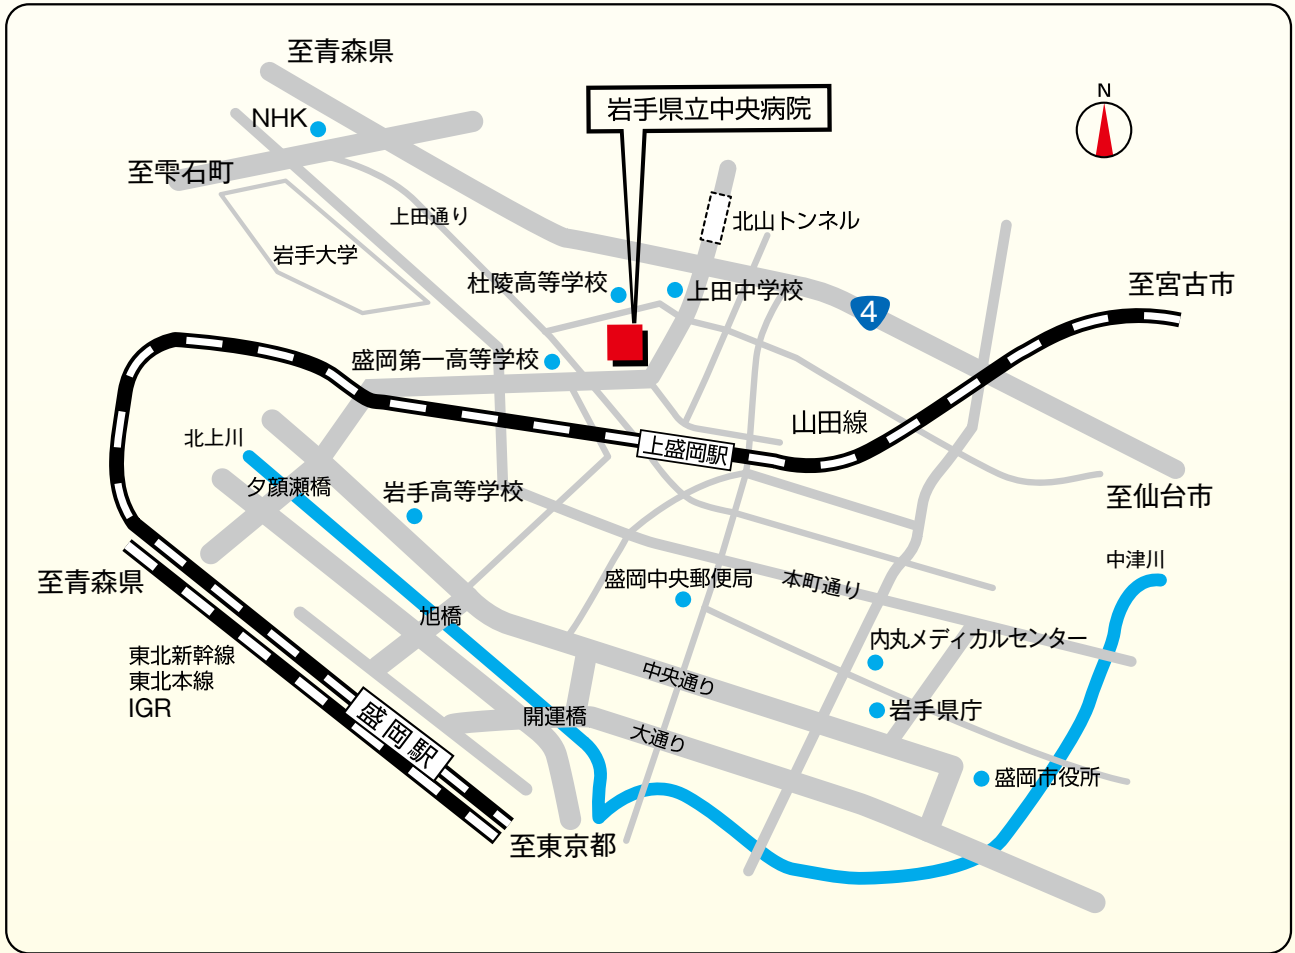 至青森県
NHK
岩手県立中央病院
N
至雫石町
上田通り
北山トンネル
岩手大学
杜陵高等学校
上田中学校
至宮古市
4
盛岡第一高等学校
山田線
北上川
上盛岡駅
夕顔瀬橋
岩手高等学校
至仙台市
中津川
至青森県
盛岡中央郵便局
本町通り
旭橋
内丸メディカルセンター
東北新幹線
東北本線
IGR
中央通り
開運橋
岩手県庁
大通り
盛岡駅
盛岡市役所
至東京都